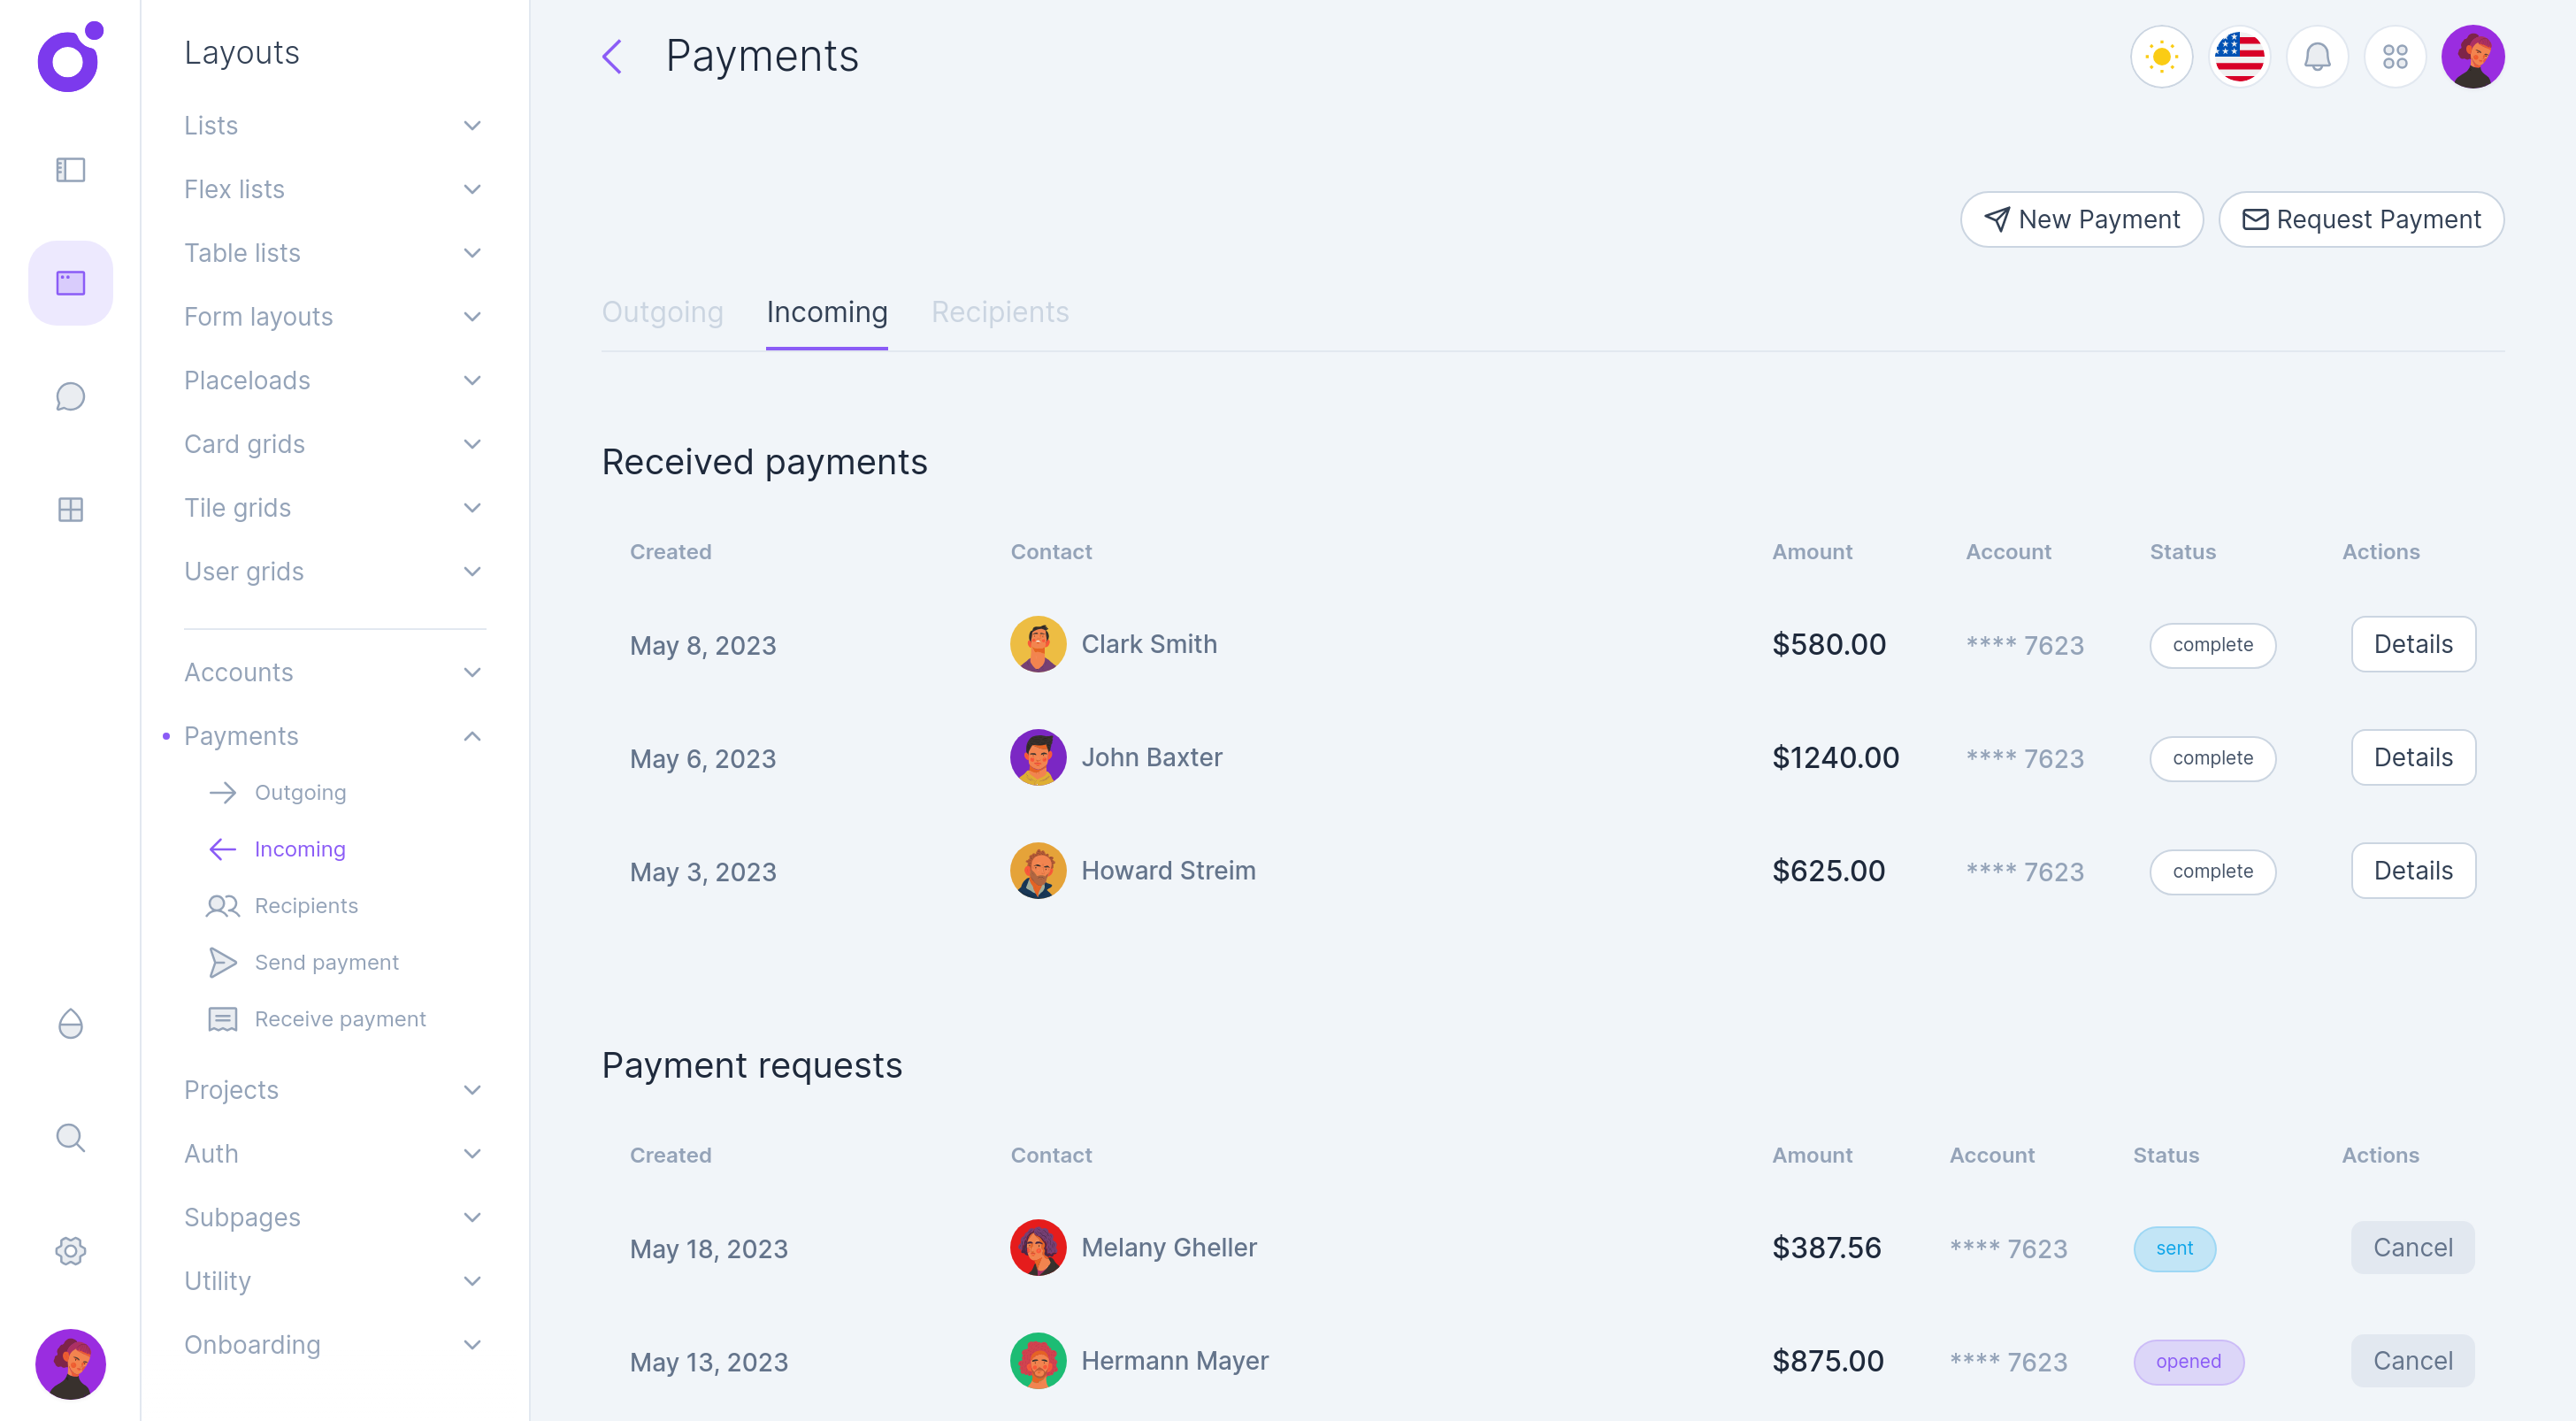 Layouts
Lists
Flex lists
Table lists
Form layouts
Placeloads
Card grids
Tile grids
User grids
Accounts
Payments
Outgoing
Incoming
Recipients
Send payment
Receive payment
Projects
Auth
Subpages
Utility
Onboarding
Payments
New Payment
Request Payment
Outgoing Incoming Recipients
Received payments
Created Contact Amount Account Status Actions
May 8, 2023 Clark Smith $580.00 **** 7623 complete Details
May 6, 2023 John Baxter $1240.00 **** 7623 complete Details
May 3, 2023 Howard Streim $625.00 **** 7623 complete Details
Payment requests
Created Contact Amount Account Status Actions
May 18, 2023 Melany Gheller $387.56 **** 7623 sent Cancel
May 13, 2023 Hermann Mayer $875.00 **** 7623 opened Cancel